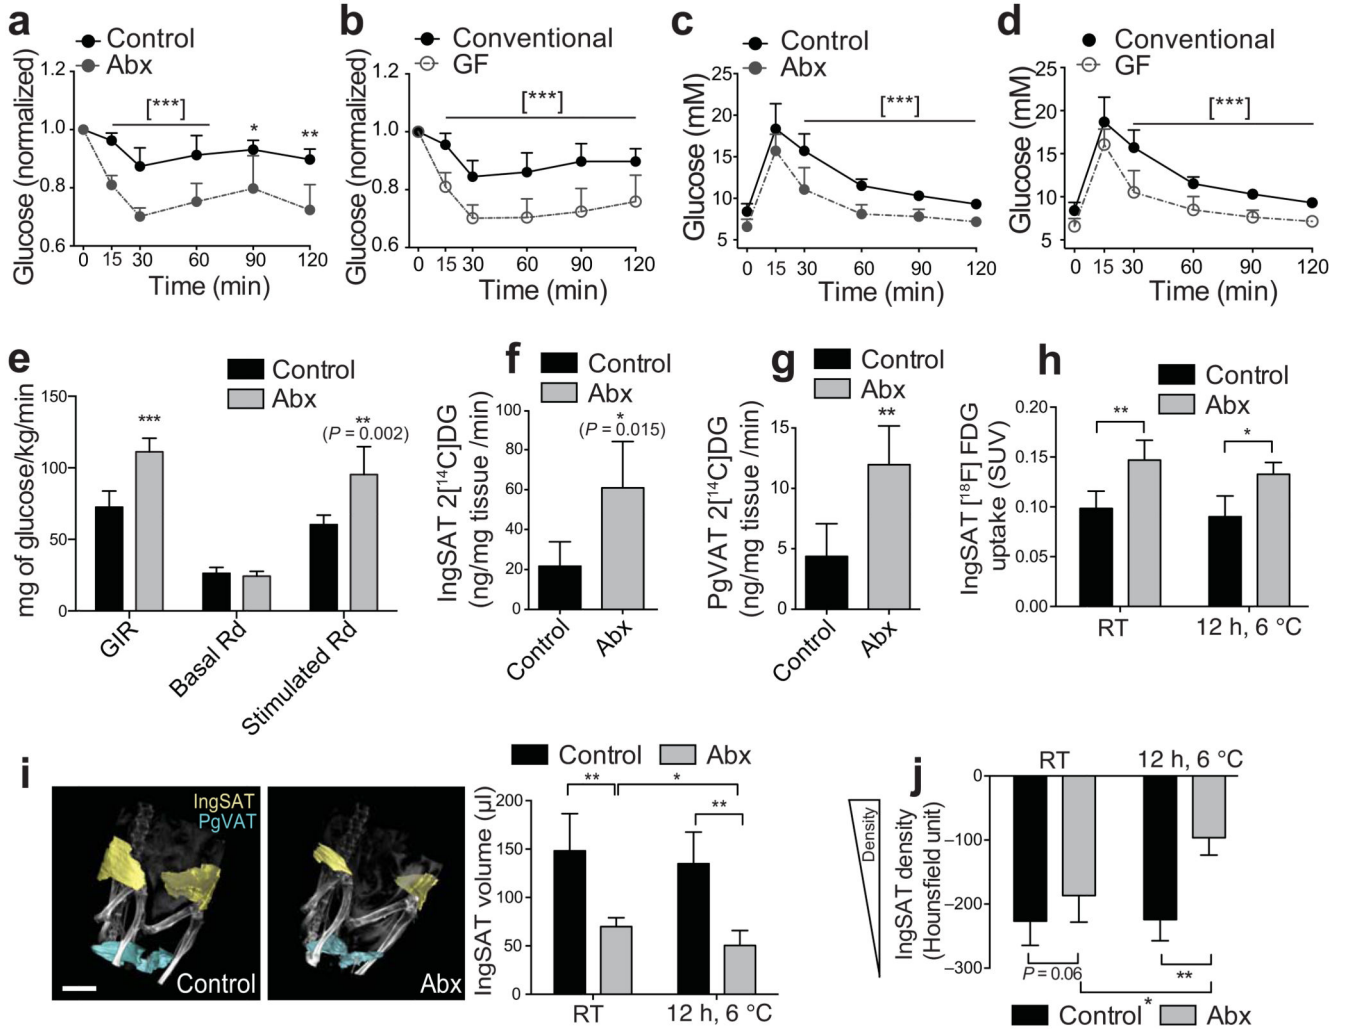 a
Control
Abx
Glucose (normalized)
1.2
1.0
0.8
0.6
[***]
*
**
0 15 30 60 90 120
Time (min)
b
Conventional
GF
Glucose (normalized)
1.2
1.0
0.8
0.6
[***]
0 15 30 60 90 120
Time (min)
c
Control
Abx
Glucose (mM)
25
20
15
10
5
[***]
0 15 30 60 90 120
Time (min)
d
Conventional
GF
Glucose (mM)
25
20
15
10
5
[***]
0 15 30 60 90 120
Time (min)
e
Control
Abx
mg of glucose/kg/min
150
100
50
0
***
**
(P = 0.002)
GIR
Basal Rd
Stimulated Rd
f
Control
Abx
IngSAT 2[¹⁴C]DG
(ng/mg tissue /min)
100
80
60
40
20
0
*
(P = 0.015)
Control
Abx
g
Control
Abx
PgVAT 2[¹⁴C]DG
(ng/mg tissue /min)
15
10
5
0
**
Control
Abx
h
Control
Abx
IngSAT [¹⁸F] FDG
uptake (SUV)
0.20
0.15
0.10
0.05
0.00
**
*
RT
12 h, 6 °C
i
IngSAT
PgVAT
Control
Abx
Control
Abx
IngSAT volume (µl)
200
150
100
50
0
**
*
**
RT
12 h, 6 °C
j
Density
IngSAT density
(Hounsfield unit)
RT
12 h, 6 °C
0
−100
−200
−300
P = 0.06
**
*
Control
Abx